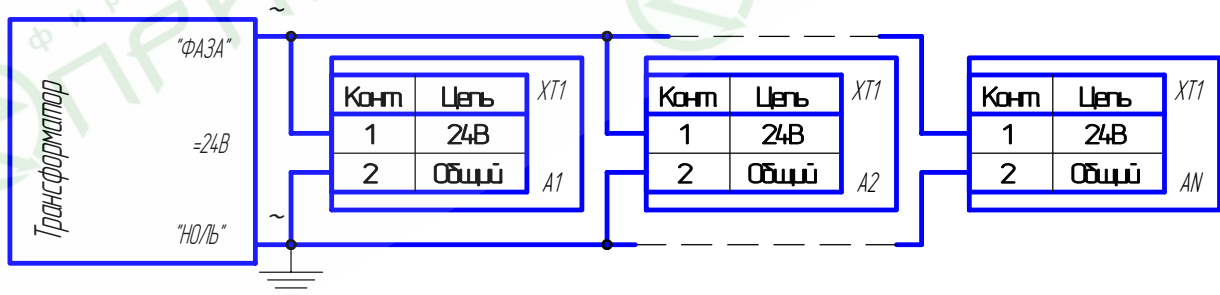 ~
"ФАЗА"
Трансформатор
=24В
"НОЛЬ"
~
Конт. Цепь XT1
1 24В
2 Общий A1
Конт. Цепь XT1
1 24В
2 Общий A2
Конт. Цепь XT1
1 24В
2 Общий AN